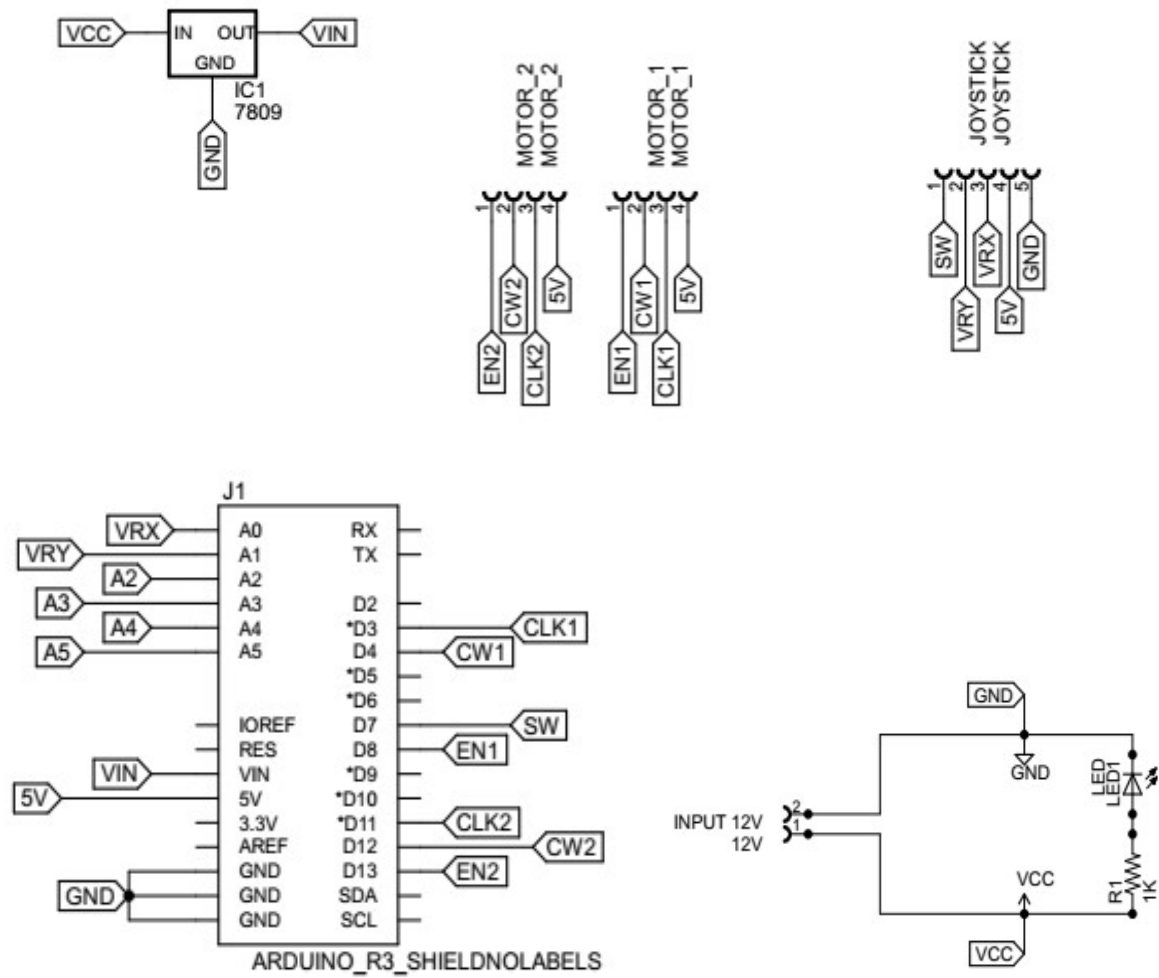 VCC
IN OUT
VIN
GND
IC1
7809
GND
MOTOR_2
MOTOR_2
1
2
3
4
EN2
CW2
CLK2
5V
MOTOR_1
MOTOR_1
1
2
3
4
EN1
CW1
CLK1
5V
JOYSTICK
JOYSTICK
1
2
3
4
5
SW
VRY
VRX
5V
GND
J1
VRX A0 RX
VRY A1 TX
A2 A2
A3 A3 D2
A4 A4 *D3 CLK1
A5 A5 D4 CW1
*D5
*D6
IOREF D7 SW
RES D8 EN1
VIN VIN *D9
5V 5V *D10
3.3V *D11 CLK2
AREF D12 CW2
GND D13 EN2
GND GND SDA
GND SCL
ARDUINO_R3_SHIELDNOLABELS
GND
GND
LED
LED1
INPUT 12V 2
12V 1
VCC
R1
1K
VCC